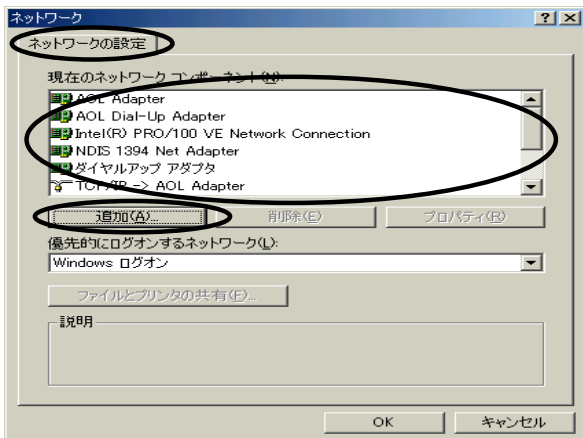 ネットワーク
ネットワークの設定
現在のネットワーク コンポーネント(N):
AOL Adapter
AOL Dial-Up Adapter
Intel(R) PRO/100 VE Network Connection
NDIS 1394 Net Adapter
ダイヤルアップ アダプタ
TCP/IP -> AOL Adapter
追加(A)... 削除(E) プロパティ(R)
優先的にログオンするネットワーク(L):
Windows ログオン
ファイルとプリンタの共有(F)...
説明
OK キャンセル